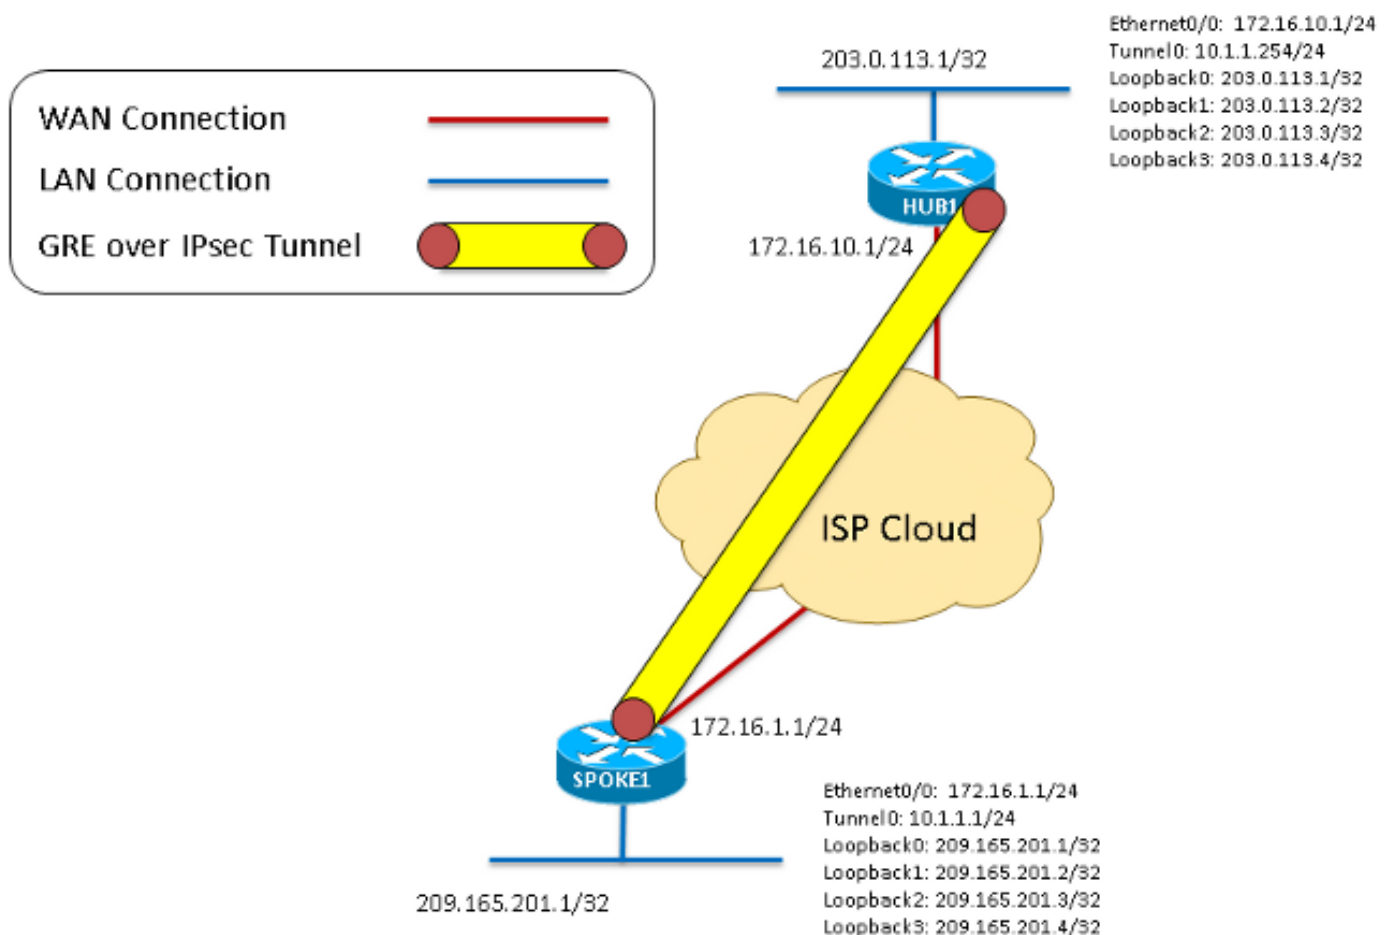 Ethernet0/0: 172.16.10.1/24
Tunnel0: 10.1.1.254/24
Loopback0: 203.0.113.1/32
Loopback1: 203.0.113.2/32
Loopback2: 203.0.113.3/32
Loopback3: 203.0.113.4/32
203.0.113.1/32
WAN Connection
LAN Connection
GRE over IPsec Tunnel
HUB1
172.16.10.1/24
ISP Cloud
172.16.1.1/24
SPOKE1
Ethernet0/0: 172.16.1.1/24
Tunnel0: 10.1.1.1/24
Loopback0: 209.165.201.1/32
Loopback1: 209.165.201.2/32
Loopback2: 209.165.201.3/32
Loopback3: 209.165.201.4/32
209.165.201.1/32